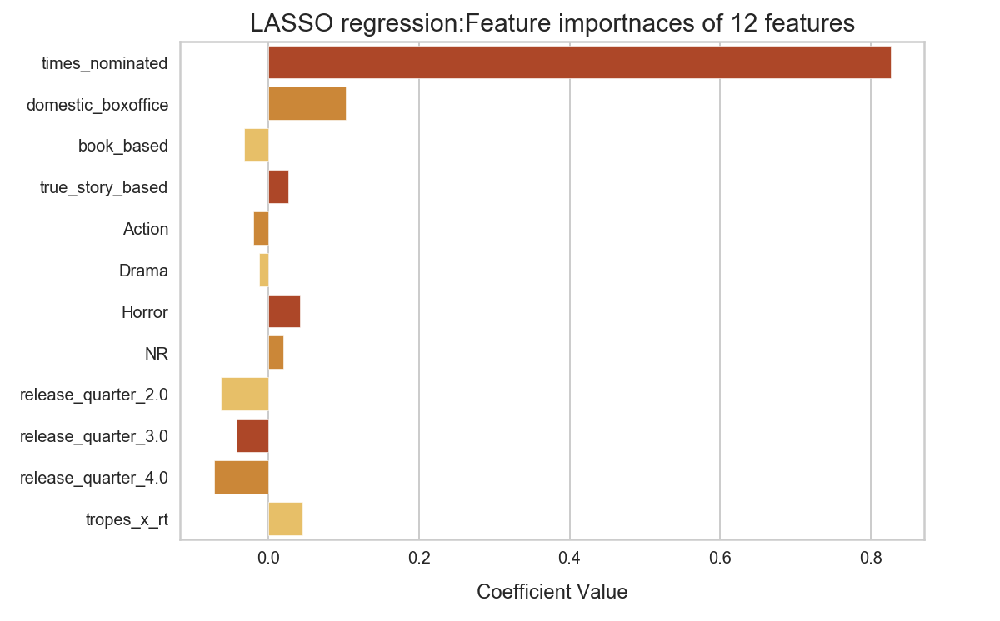 LASSO regression:Feature importnaces of 12 features
times_nominated
domestic_boxoffice
book_based
true_story_based
Action
Drama
Horror
NR
release_quarter_2.0
release_quarter_3.0
release_quarter_4.0
tropes_x_rt
0.0 0.2 0.4 0.6 0.8
Coefficient Value